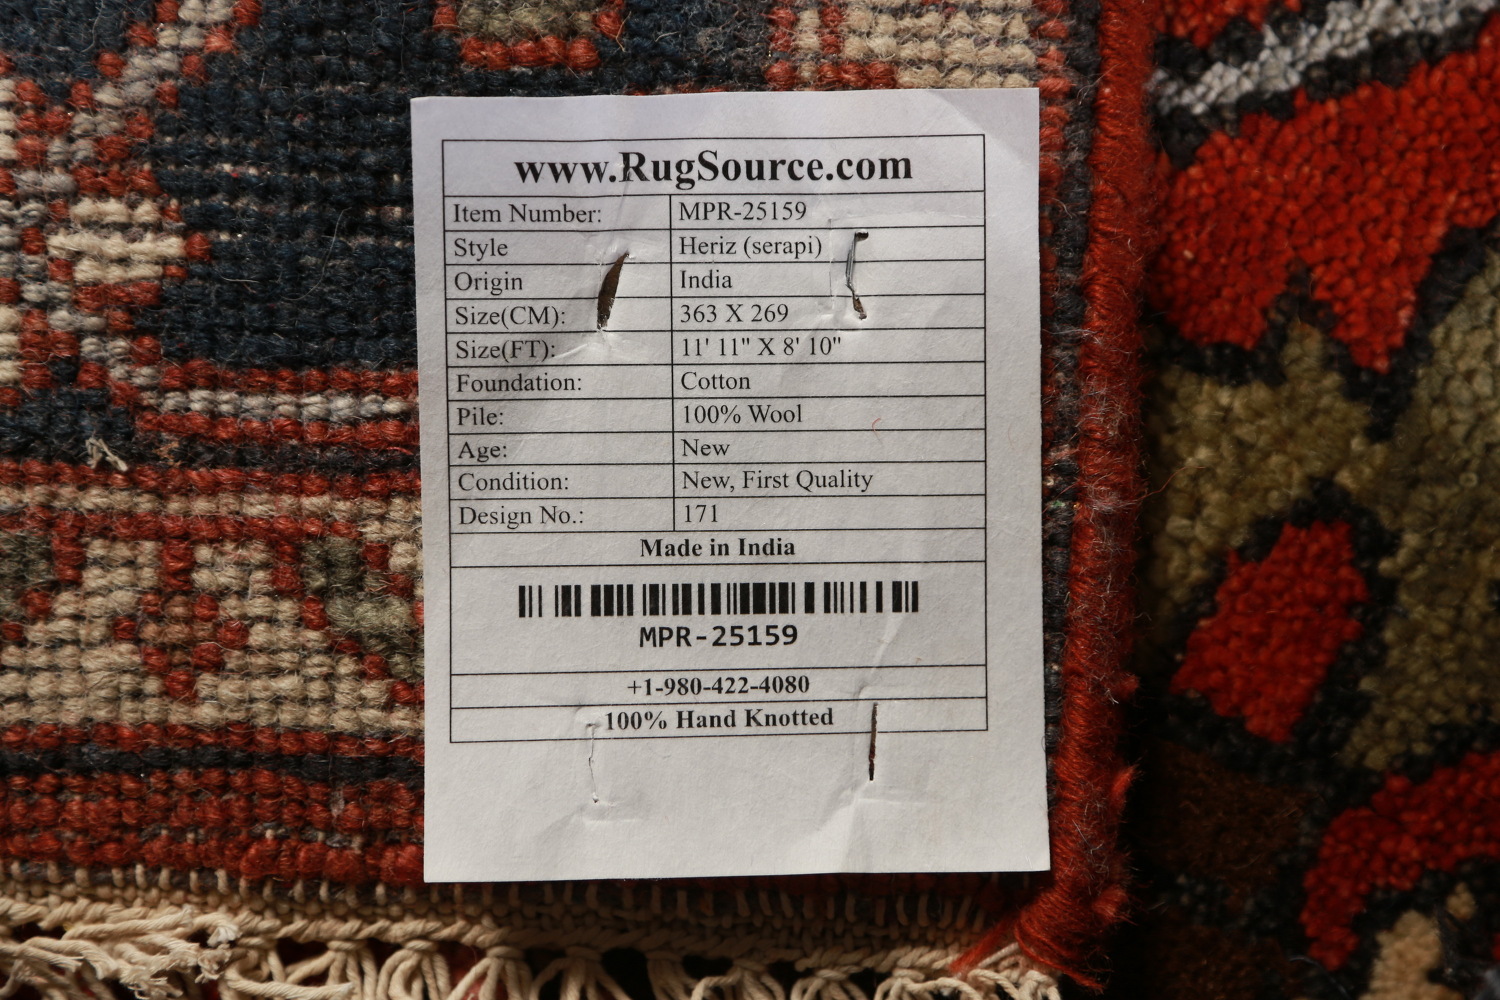 www.RugSource.com
Item Number: MPR-25159
Style Heriz (serapi)
Origin India
Size(CM): 363 X 269
Size(FT): 11' 11" X 8' 10"
Foundation: Cotton
Pile: 100% Wool
Age: New
Condition: New, First Quality
Design No.: 171
Made in India
MPR-25159
+1-980-422-4080
100% Hand Knotted